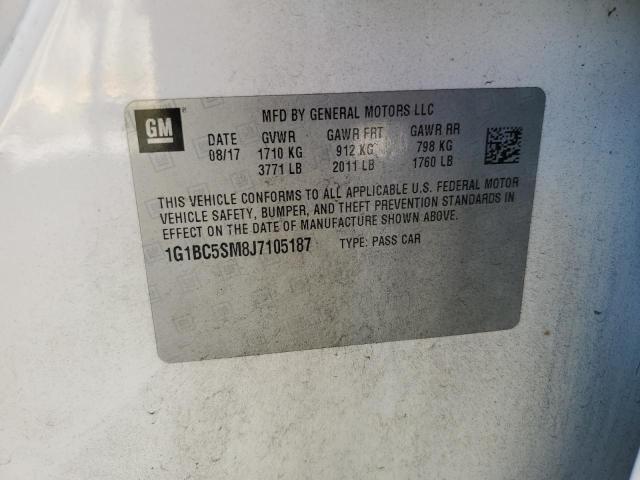 GM
MFD BY GENERAL MOTORS LLC
DATE GVWR GAWR FRT GAWR RR
08/17 1710 KG 912 KG 798 KG
3771 LB 2011 LB 1760 LB
THIS VEHICLE CONFORMS TO ALL APPLICABLE U.S. FEDERAL MOTOR
VEHICLE SAFETY, BUMPER, AND THEFT PREVENTION STANDARDS IN
EFFECT ON THE DATE OF MANUFACTURE SHOWN ABOVE.
1G1BC5SM8J7105187 TYPE: PASS CAR